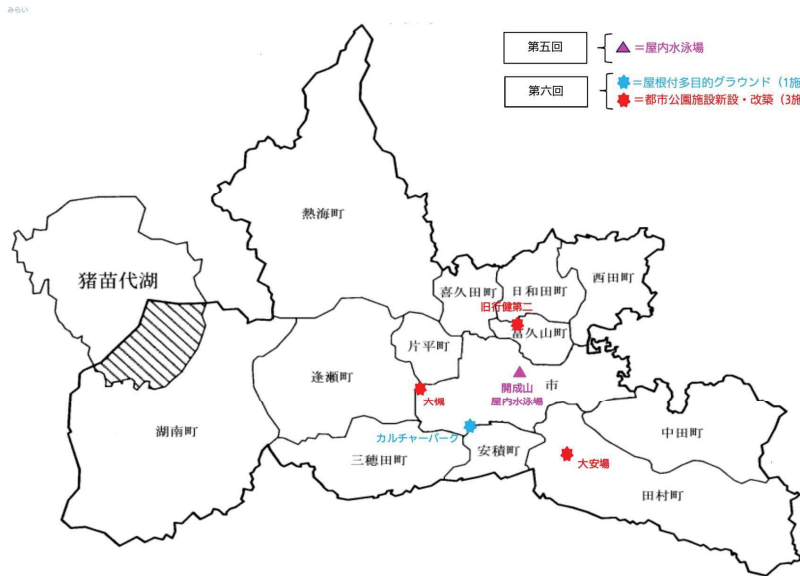 みらい
第五回
=屋内水泳場
第六回
=屋根付多目的グラウンド（1施
=都市公園施設新設・改築（3施
熱海町
猪苗代湖
喜久田町
日和田町
西田町
旧行健第二
富久山町
片平町
逢瀬町
市
開成山
屋内水泳場
大槻
湖南町
カルチャーパーク
安積町
中田町
三穂田町
大安場
田村町